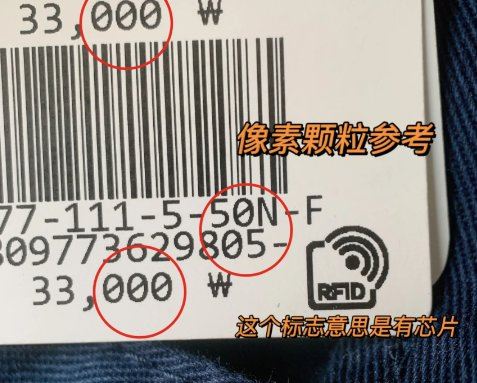 33,000 ₩
像素颗粒参考
77-111-5-50N-F
809773629805-
33,000 ₩
RFID
这个标志意思是有芯片